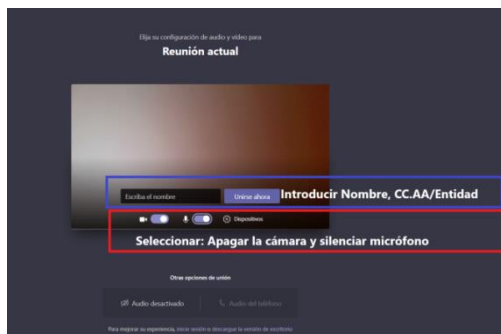 Elija su configuración de audio y vídeo para
Reunión actual
Escriba el nombre
Unirse ahora
Introducir Nombre, CC.AA/Entidad
Dispositivos
Seleccionar: Apagar la cámara y silenciar micrófono
Otras opciones de unión
Audio desactivado
Audio del teléfono
Para mejorar su experiencia, inicie sesión o descargue la versión de escritorio